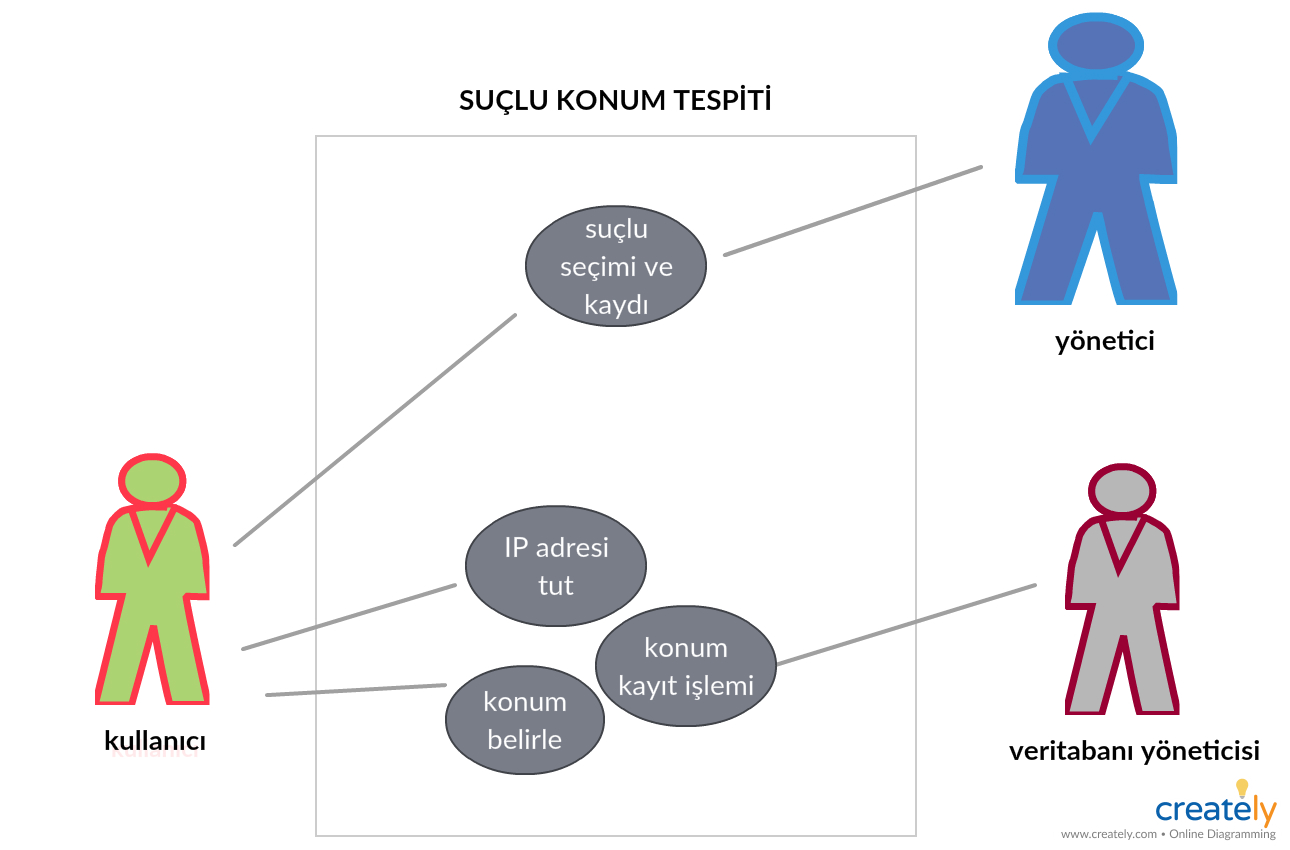 SUÇLU KONUM TESPİTİ
suçlu
seçimi ve
kaydı
yönetici
IP adresi
tut
konum
kayıt işlemi
konum
belirle
kullanıcı
kullanıcı
veritabanı yöneticisi
creately
www.creately.com • Online Diagramming